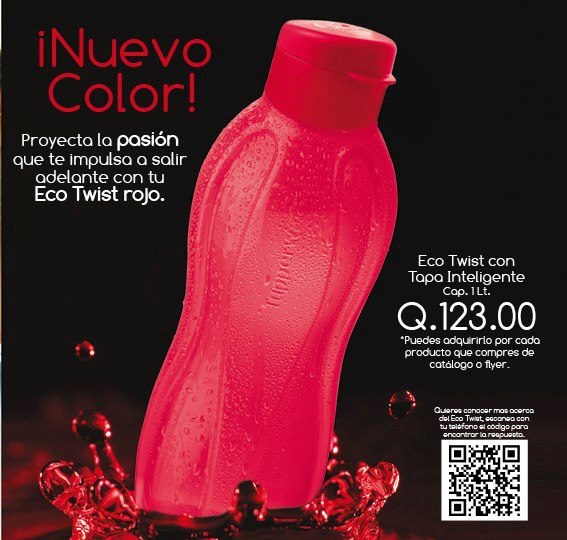 ¡Nuevo
Color!
Proyecta la pasión
que te impulsa a salir
adelante con tu
Eco Twist rojo.
Tupperware
Eco Twist con
Tapa Inteligente
Cap. 1 Lt.
Q.123.00
*Puedes adquirirlo por cada
producto que compres de
catálogo o flyer.
Quieres conocer mas acerca
del Eco Twist, escanea con
tu teléfono el código para
encontrar la respuesta.